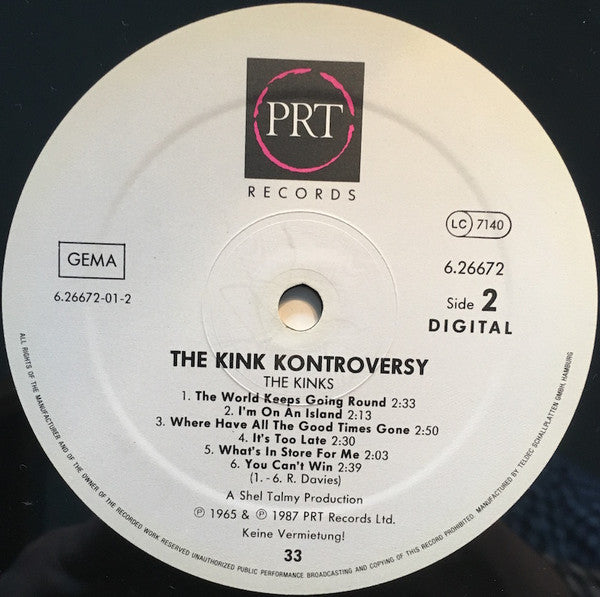 PRT
RECORDS
LC 7140
GEMA
6.26672
6.26672-01-2
Side 2
DIGITAL
THE KINK KONTROVERSY
THE KINKS
1. The World Keeps Going Round 2:33
2. I'm On An Island 2:13
3. Where Have All The Good Times Gone 2:50
4. It's Too Late 2:30
5. What's In Store For Me 2:03
6. You Can't Win 2:39
(1.-6. R. Davies)
A Shel Talmy Production
℗ 1965 & ℗ 1987 PRT Records Ltd.
Keine Vermietung!
33
ALL RIGHTS OF THE MANUFACTURER AND OF THE OWNER OF THE RECORDED WORK RESERVED UNAUTHORIZED PUBLIC PERFORMANCE BROADCASTING AND COPYING OF THIS RECORD PROHIBITED. MANUFACTURED BY TELDEC SCHALLPLATTEN GMBH, HAMBURG